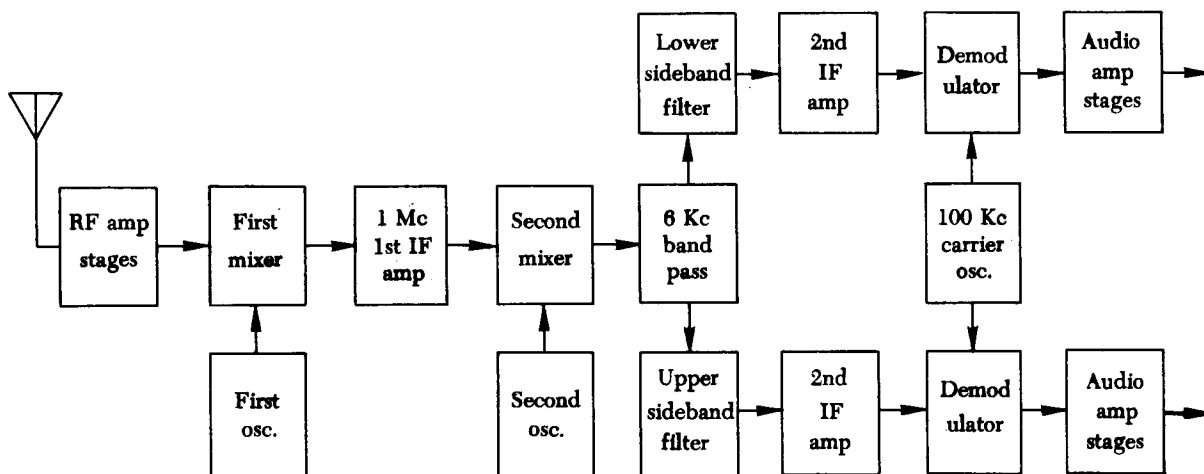 Lower
sideband
filter
2nd
IF
amp
Demod
ulator
Audio
amp
stages
RF amp
stages
First
mixer
1 Mc
1st IF
amp
Second
mixer
6 Kc
band
pass
100 Kc
carrier
osc.
First
osc.
Second
osc.
Upper
sideband
filter
2nd
IF
amp
Demod
ulator
Audio
amp
stages